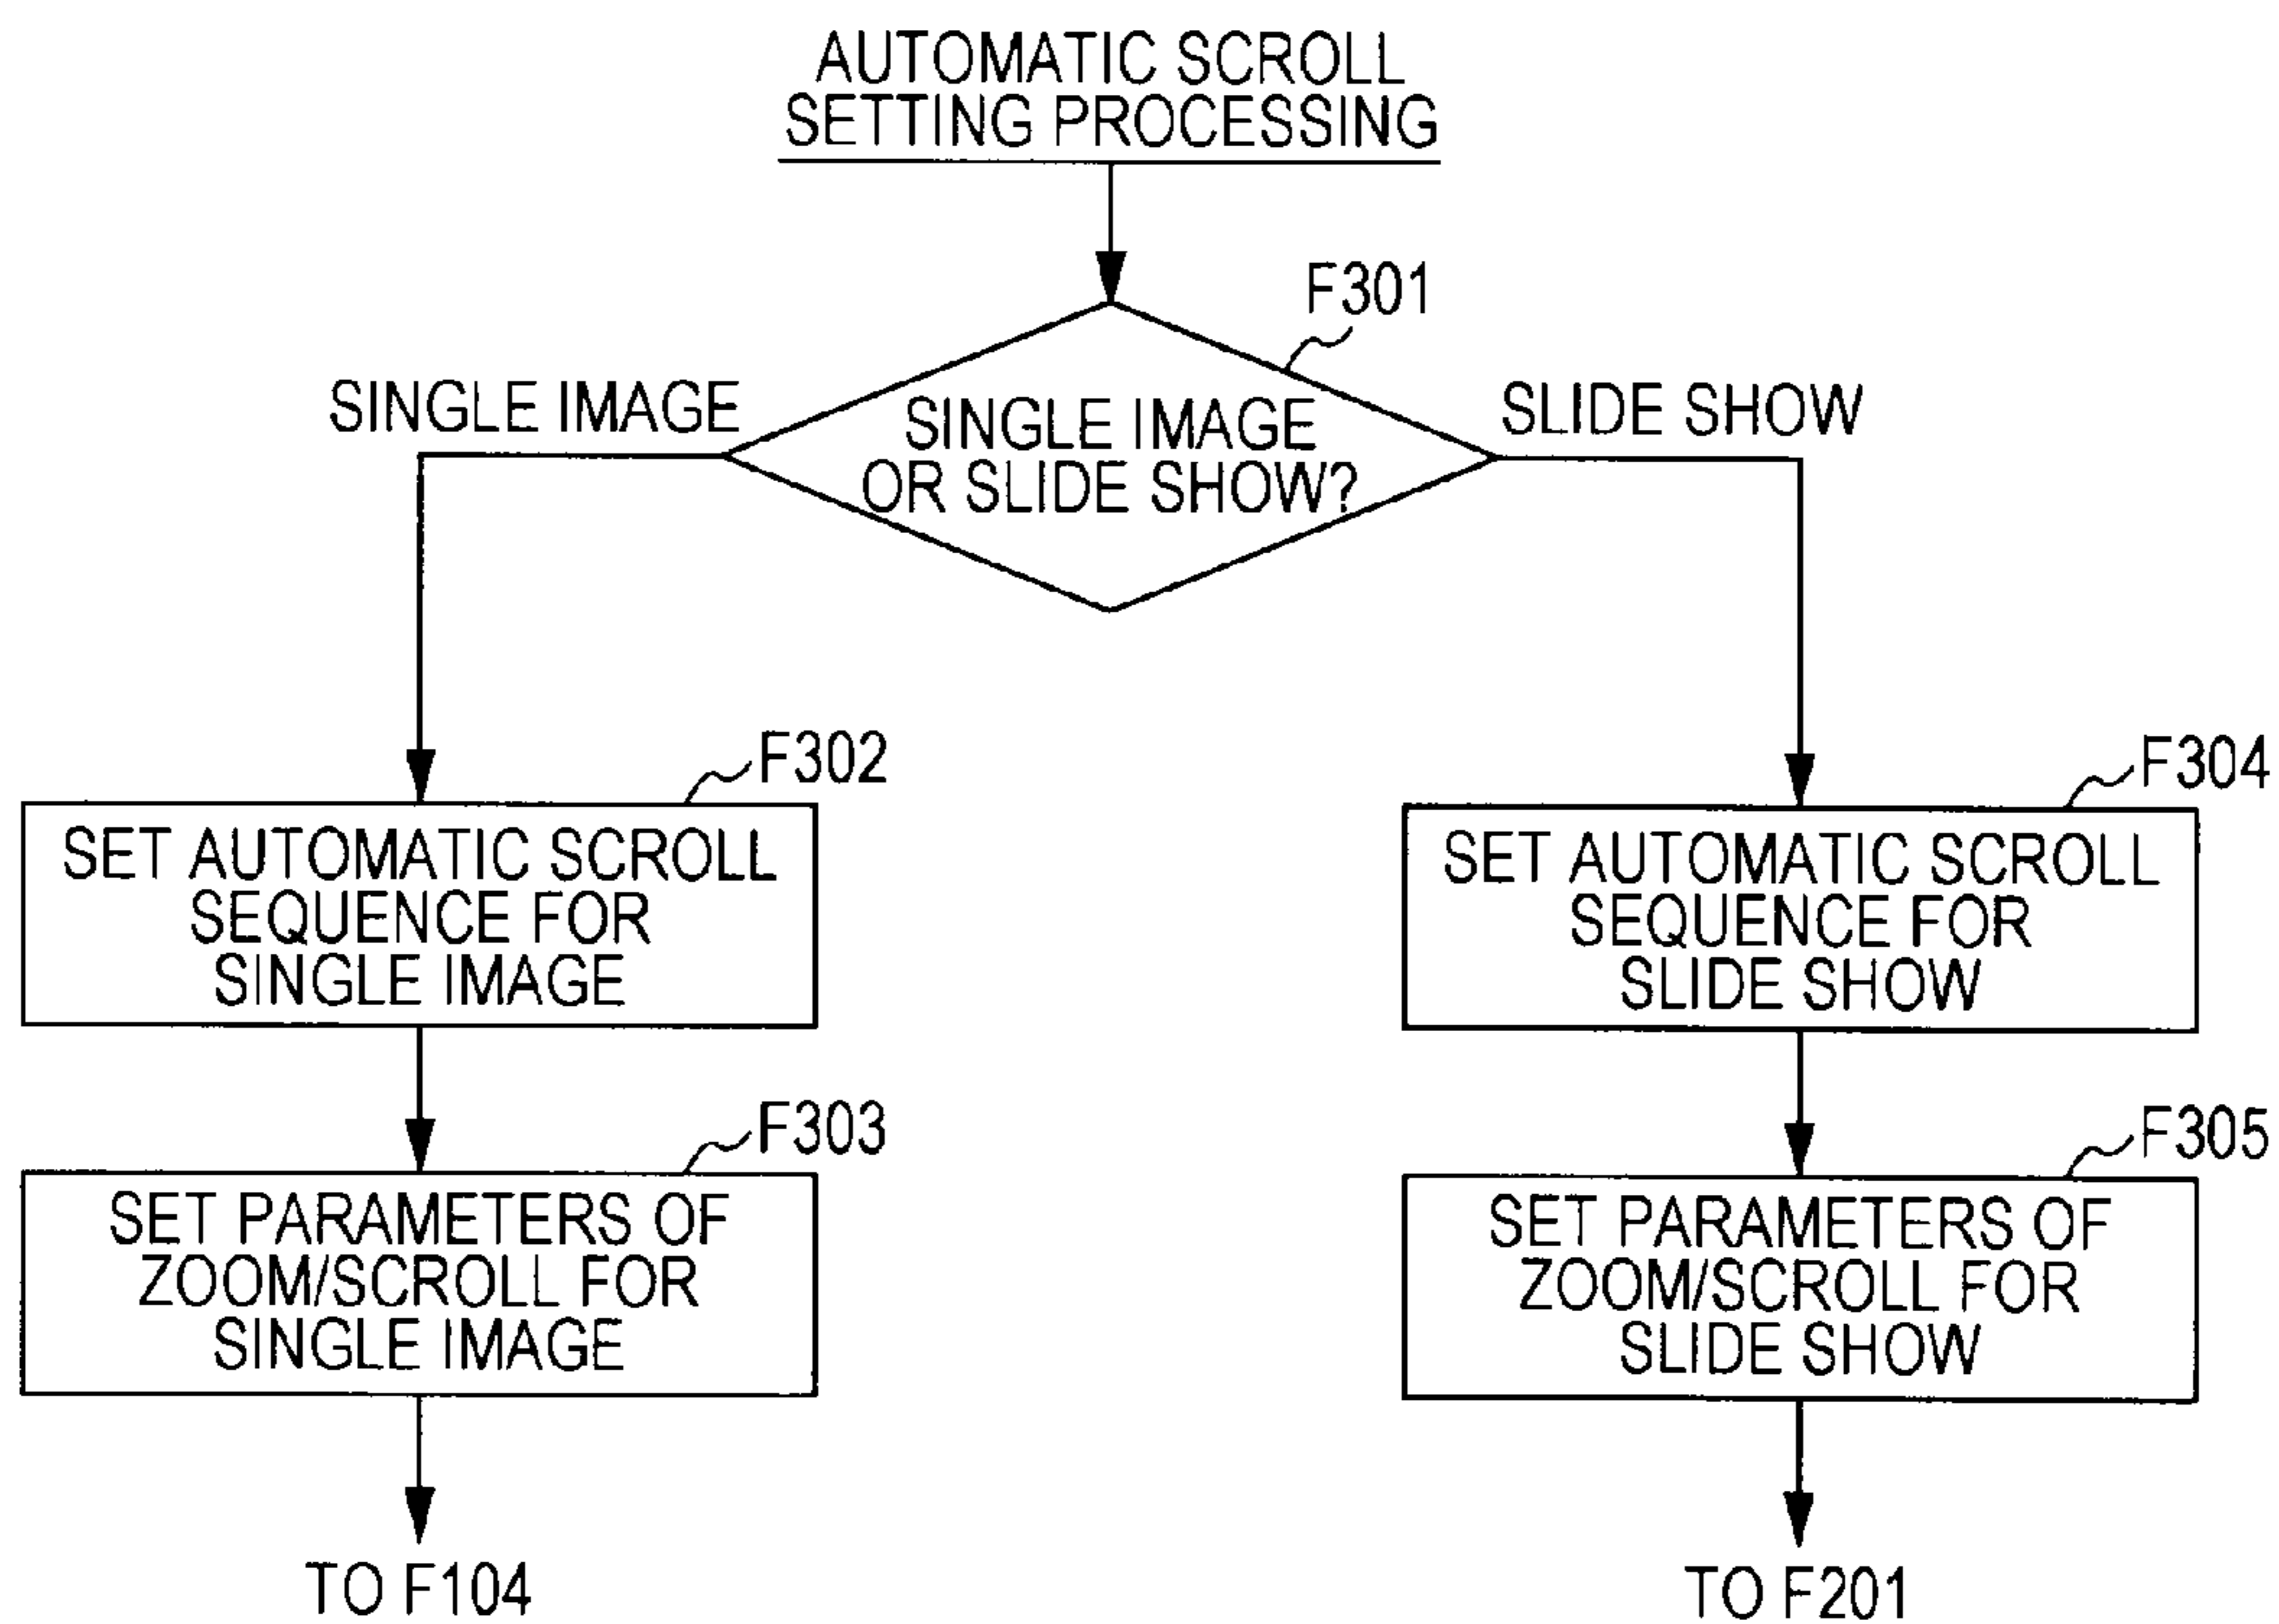 AUTOMATIC SCROLL
SETTING PROCESSING
F301
SINGLE IMAGE
SINGLE IMAGE
OR SLIDE SHOW?
SLIDE SHOW
F302
SET AUTOMATIC SCROLL
SEQUENCE FOR
SINGLE IMAGE
F303
SET PARAMETERS OF
ZOOM/SCROLL FOR
SINGLE IMAGE
TO F104
F304
SET AUTOMATIC SCROLL
SEQUENCE FOR
SLIDE SHOW
F305
SET PARAMETERS OF
ZOOM/SCROLL FOR
SLIDE SHOW
TO F201